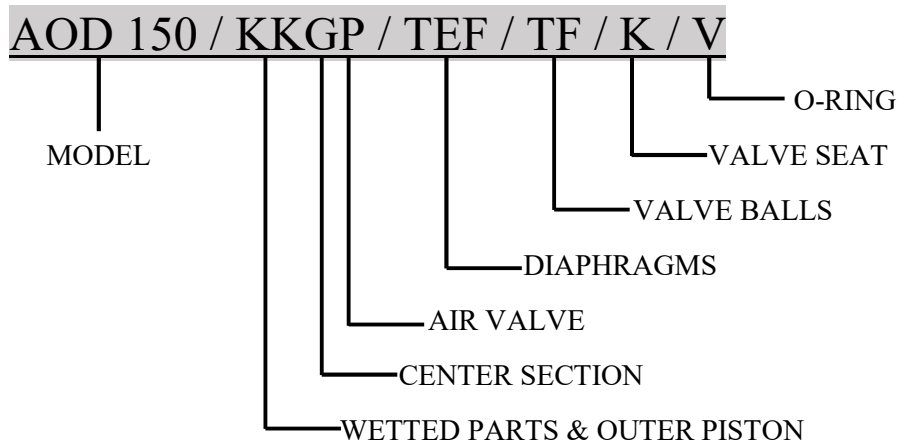 AOD 150 / KKGP / TEF / TF / K / V
O-RING
MODEL
VALVE SEAT
VALVE BALLS
DIAPHRAGMS
AIR VALVE
CENTER SECTION
WETTED PARTS & OUTER PISTON